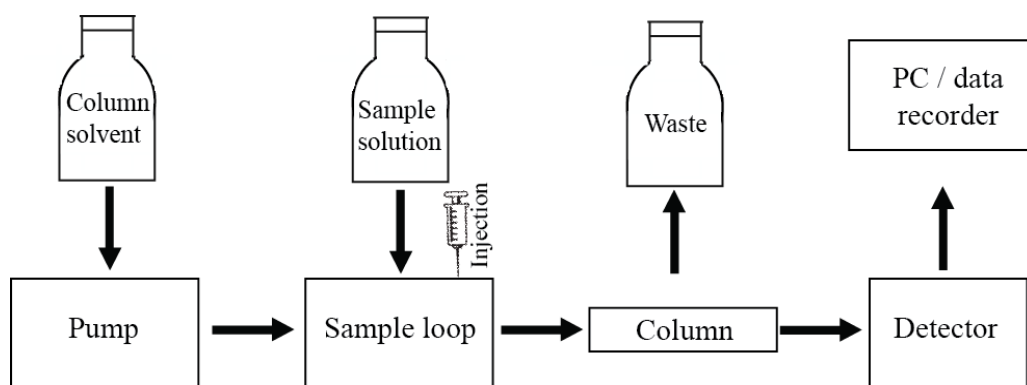 Column
solvent
Sample
solution
Waste
PC / data
recorder
Injection
Pump
Sample loop
Column
Detector